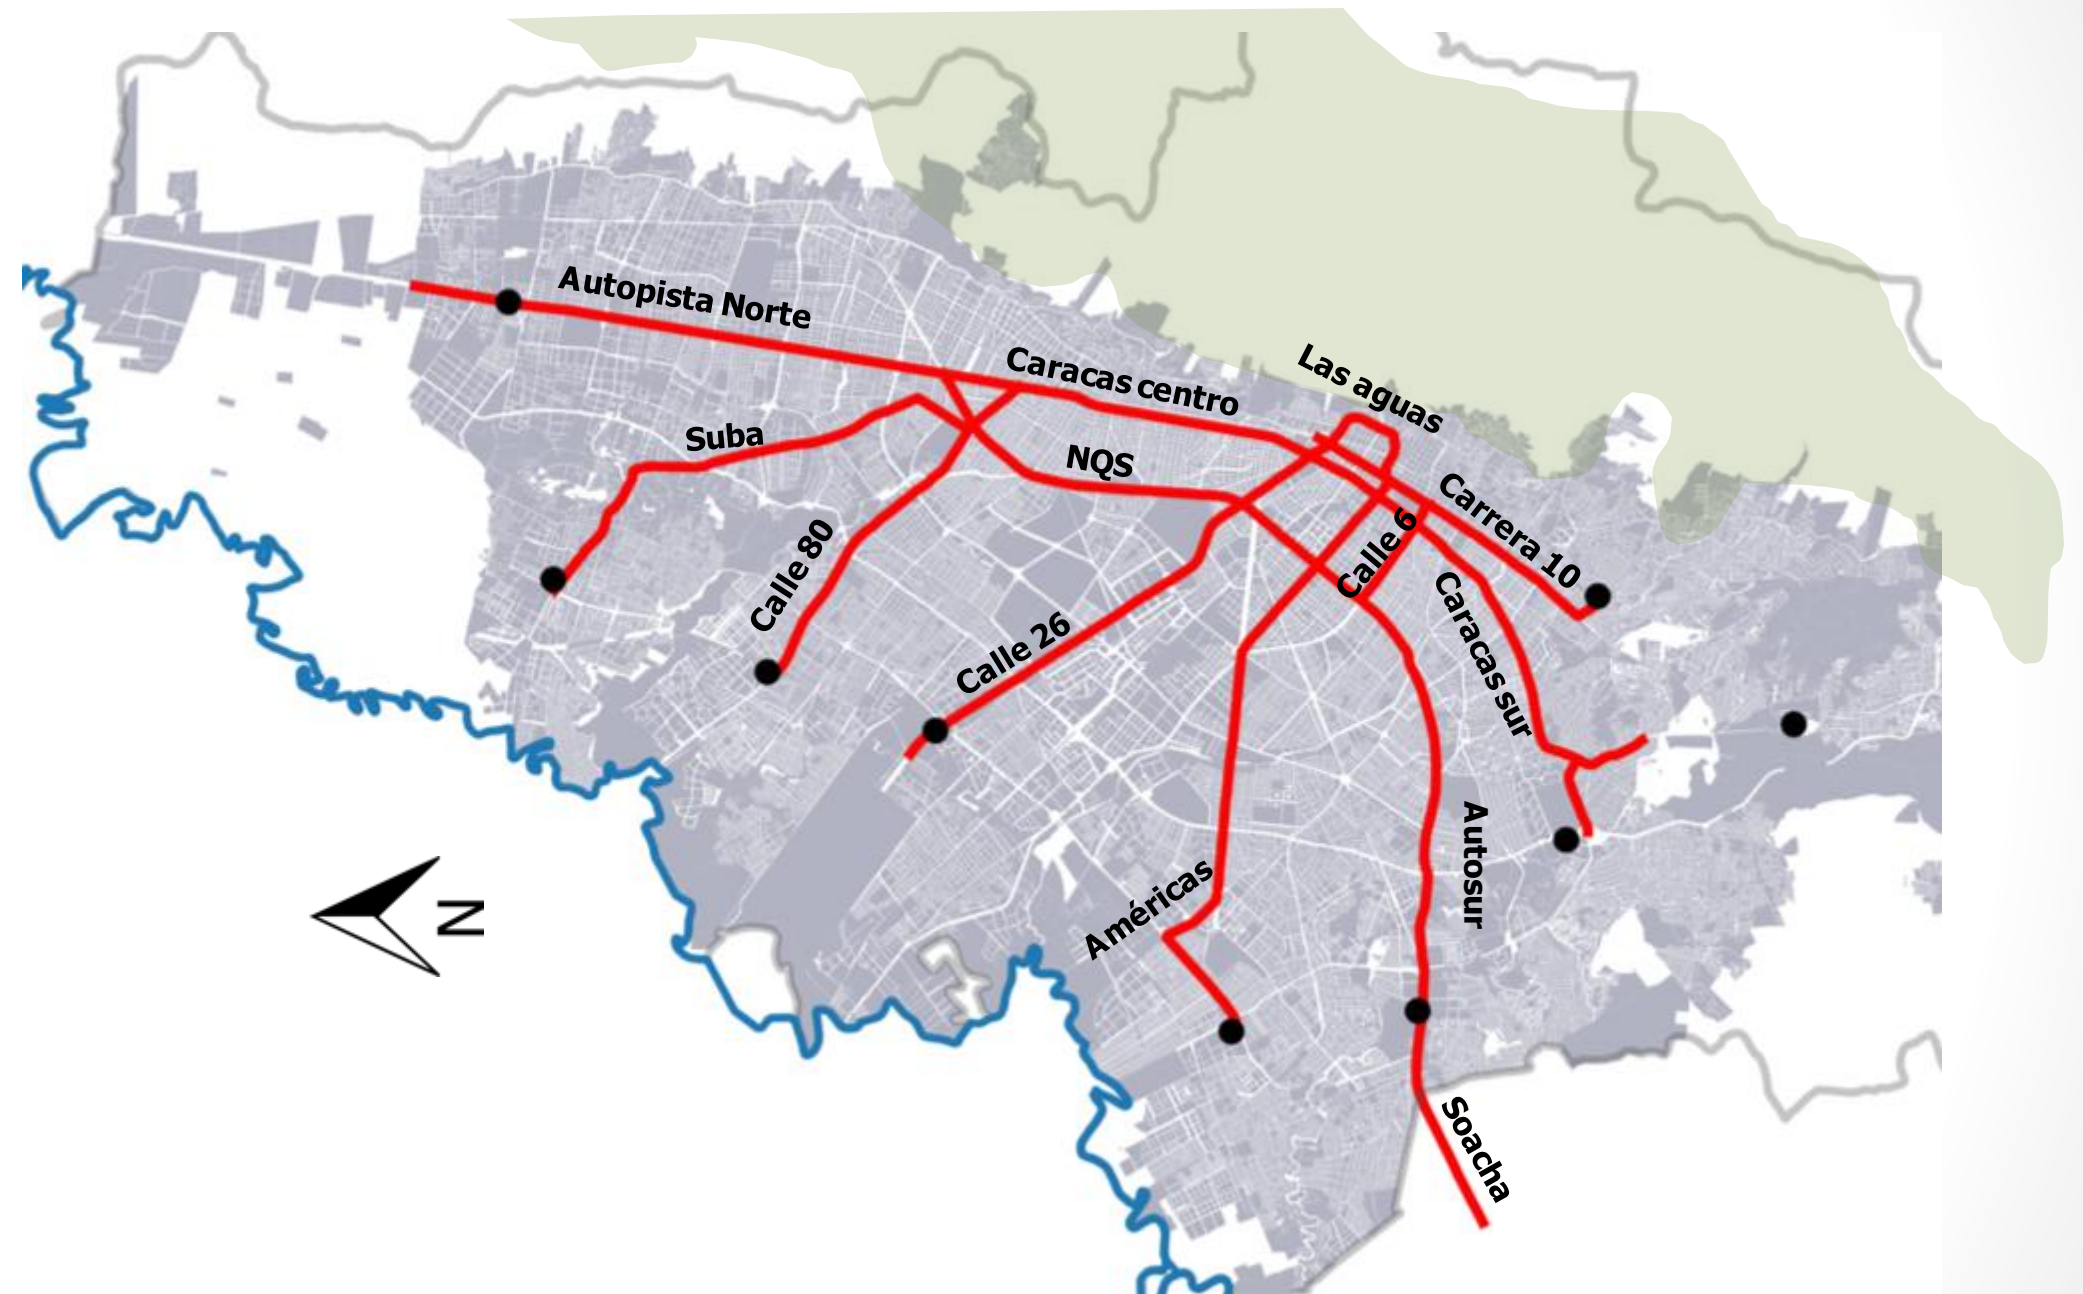 Autopista Norte
Caracas centro
Las aguas
Suba
NQS
Carrera 10
Calle 80
Calle 6
Calle 26
Caracas sur
Autosur
Américas
N
Soacha